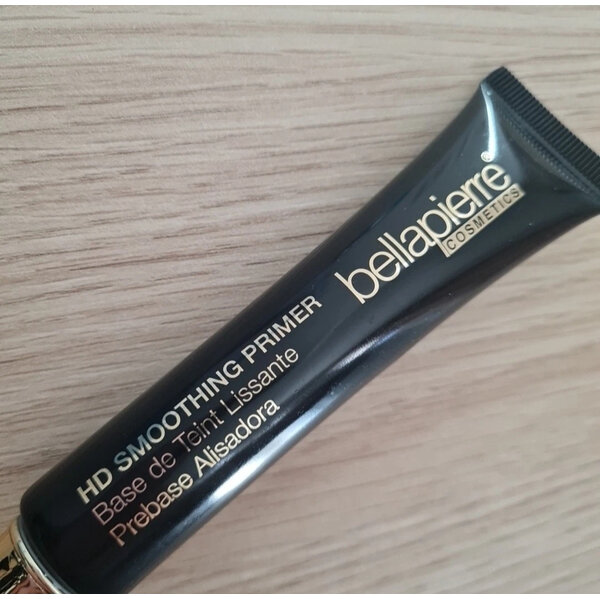 bellapierre®
COSMETICS
HD SMOOTHING PRIMER
Base de Teint Lissante
Prebase Alisadora